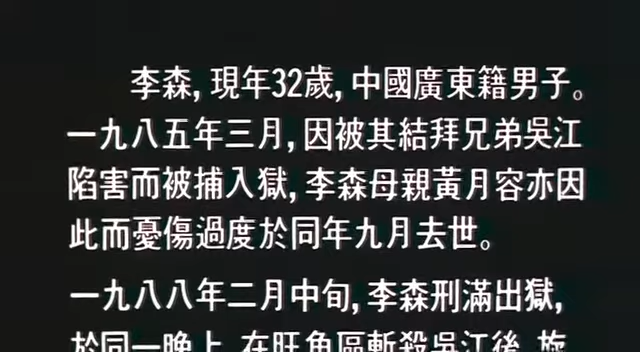 李森,現年32歲,中國廣東籍男子。
一九八五年三月,因被其結拜兄弟吳江
陷害而被捕入獄,李森母親黃月容亦因
此而憂傷過度於同年九月去世。
一九八八年二月中旬,李森刑滿出獄,
於同一晚上,在旺角區斬殺吳江後,旅